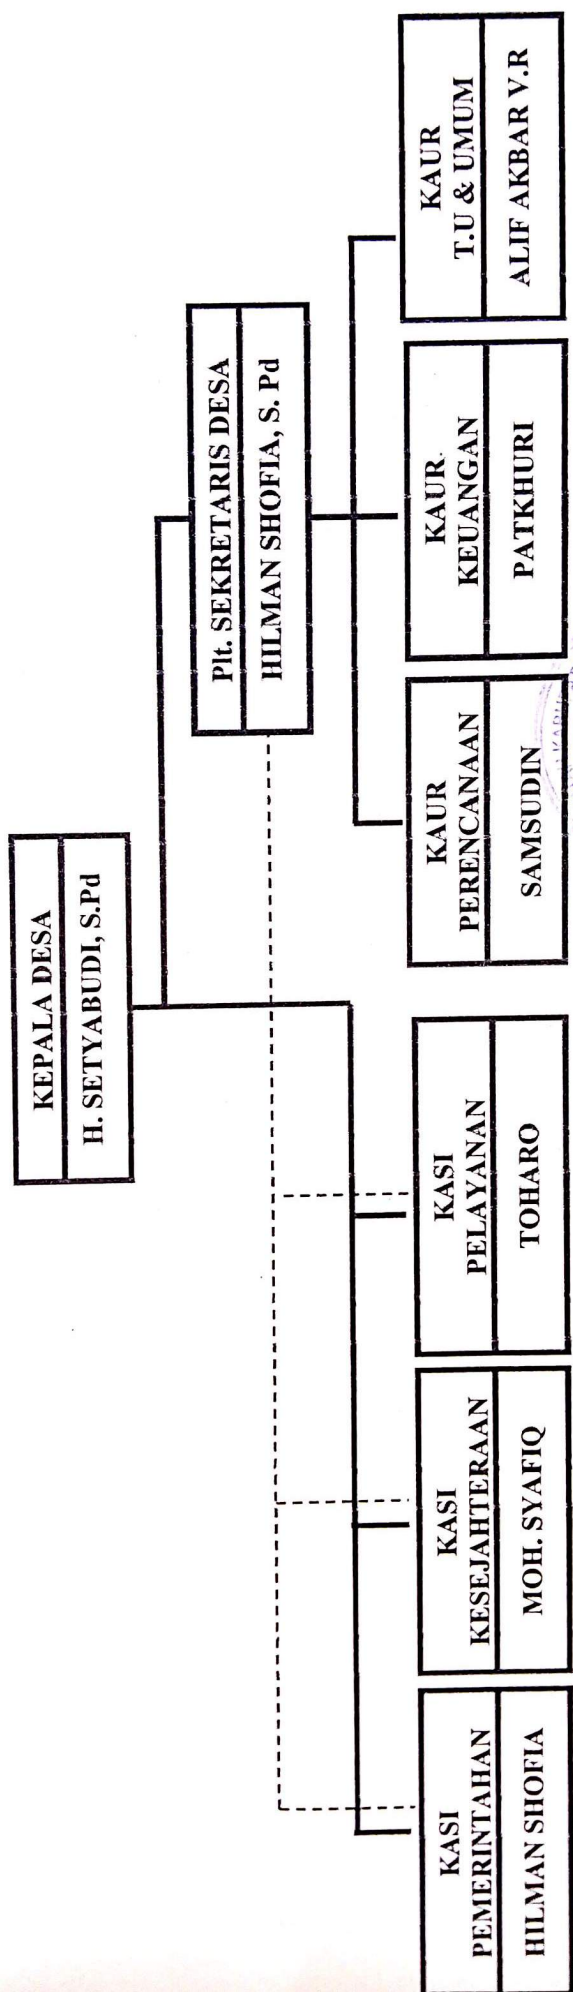 KEPALA DESA
H. SETYABUDI, S.Pd
Plt. SEKRETARIS DESA
HILMAN SHOFIA, S. Pd
KASI
PEMERINTAHAN
HILMAN SHOFIA
KASI
KESEJAHTERAAN
MOH. SYAFIQ
KASI
PELAYANAN
TOHARO
KAUR
PERENCANAAN
SAMSUDIN
KAUR
KEUANGAN
PATKHURI
KAUR
T.U & UMUM
ALIF AKBAR V.R